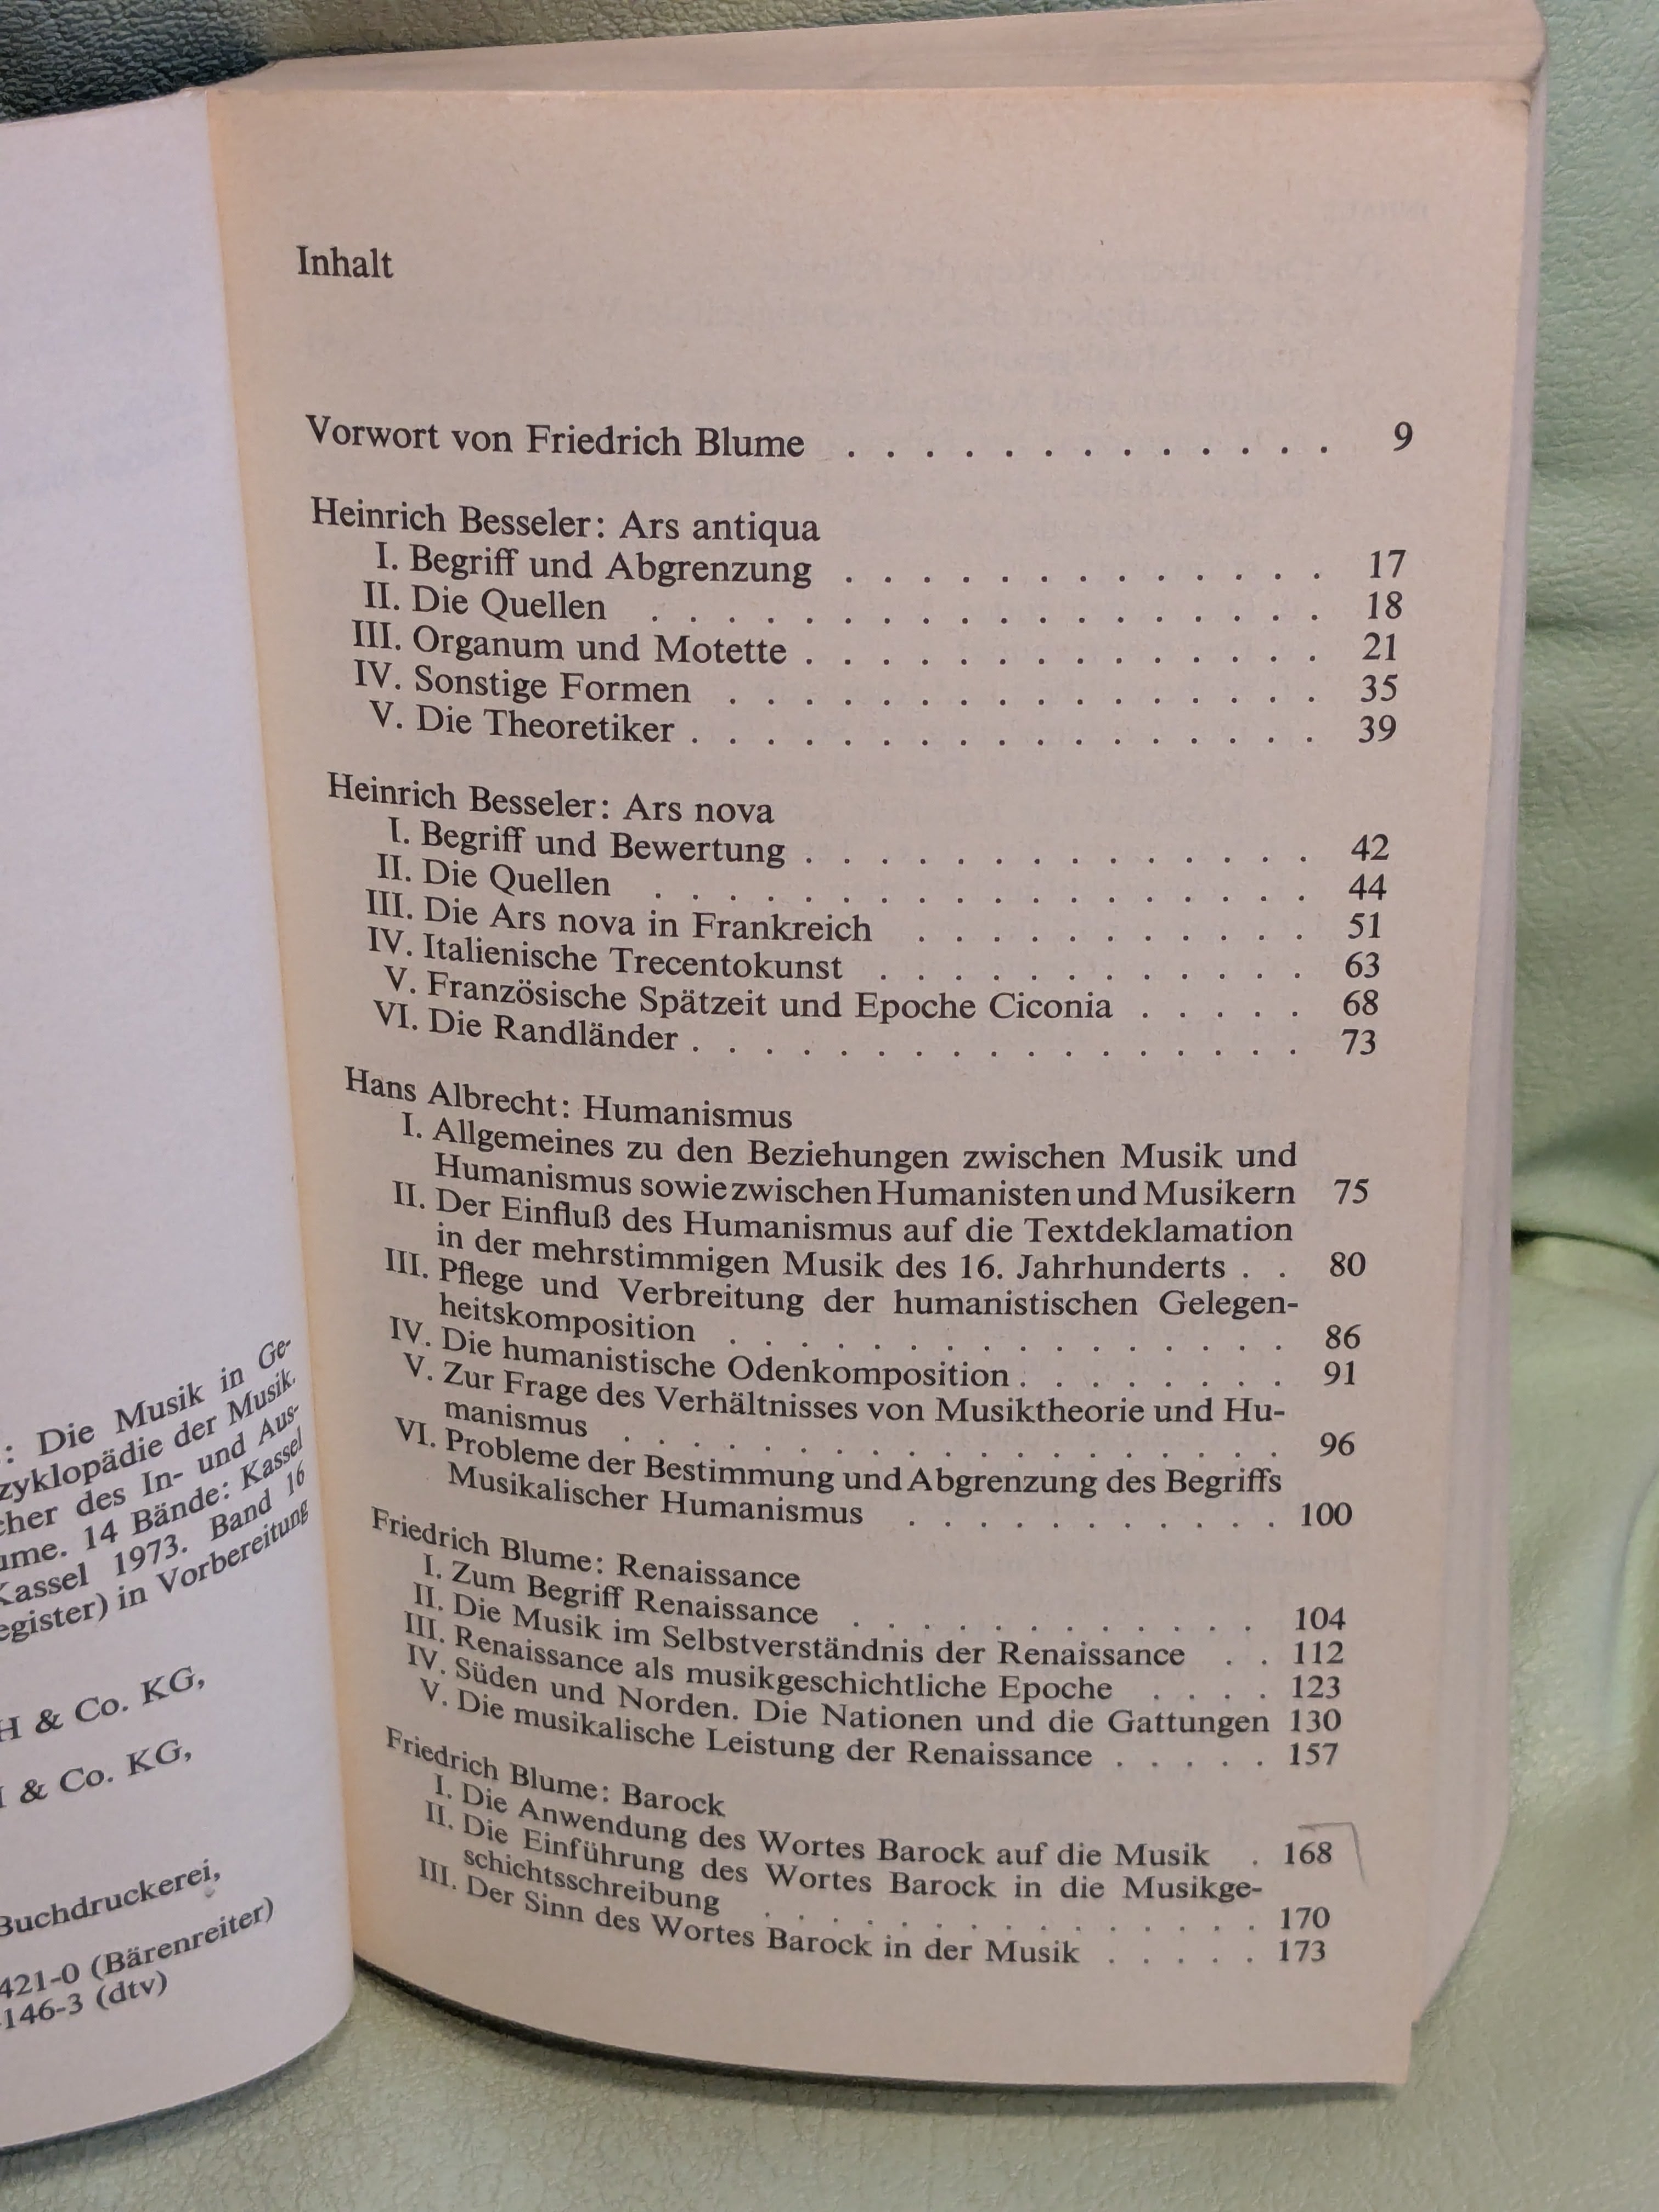 : Die Musik in Ge-
zyklopädie der Musik.
cher des In- und Aus-
ume. 14 Bände: Kassel
Kassel 1973. Band 16
egister) in Vorbereitung
H & Co. KG,
& Co. KG,
Buchdruckerei,
421-0 (Bärenreiter)
146-3 (dtv)
Inhalt
Vorwort von Friedrich Blume . . . . . . . . . . . . . 9
Heinrich Besseler: Ars antiqua
I. Begriff und Abgrenzung . . . . . . . . . . . . . 17
II. Die Quellen . . . . . . . . . . . . . . . . . . 18
III. Organum und Motette . . . . . . . . . . . . . . 21
IV. Sonstige Formen . . . . . . . . . . . . . . . . 35
V. Die Theoretiker . . . . . . . . . . . . . . . . . 39
Heinrich Besseler: Ars nova
I. Begriff und Bewertung . . . . . . . . . . . . . . 42
II. Die Quellen . . . . . . . . . . . . . . . . . . 44
III. Die Ars nova in Frankreich . . . . . . . . . . . 51
IV. Italienische Trecentokunst . . . . . . . . . . . . 63
V. Französische Spätzeit und Epoche Ciconia . . . . . 68
VI. Die Randländer . . . . . . . . . . . . . . . . . 73
Hans Albrecht: Humanismus
I. Allgemeines zu den Beziehungen zwischen Musik und
Humanismus sowie zwischen Humanisten und Musikern 75
II. Der Einfluß des Humanismus auf die Textdeklamation
in der mehrstimmigen Musik des 16. Jahrhunderts . . 80
III. Pflege und Verbreitung der humanistischen Gelegen-
heitskomposition . . . . . . . . . . . . . . . . 86
IV. Die humanistische Odenkomposition . . . . . . . . 91
V. Zur Frage des Verhältnisses von Musiktheorie und Hu-
manismus . . . . . . . . . . . . . . . . . . 96
VI. Probleme der Bestimmung und Abgrenzung des Begriffs
Musikalischer Humanismus . . . . . . . . . . . 100
Friedrich Blume: Renaissance
I. Zum Begriff Renaissance . . . . . . . . . . . . 104
II. Die Musik im Selbstverständnis der Renaissance . . 112
III. Renaissance als musikgeschichtliche Epoche . . . . 123
IV. Süden und Norden. Die Nationen und die Gattungen 130
V. Die musikalische Leistung der Renaissance . . . . . 157
Friedrich Blume: Barock
I. Die Anwendung des Wortes Barock auf die Musik . 168
II. Die Einführung des Wortes Barock in die Musikge-
schichtsschreibung . . . . . . . . . . . . . . 170
III. Der Sinn des Wortes Barock in der Musik . . . . . 173